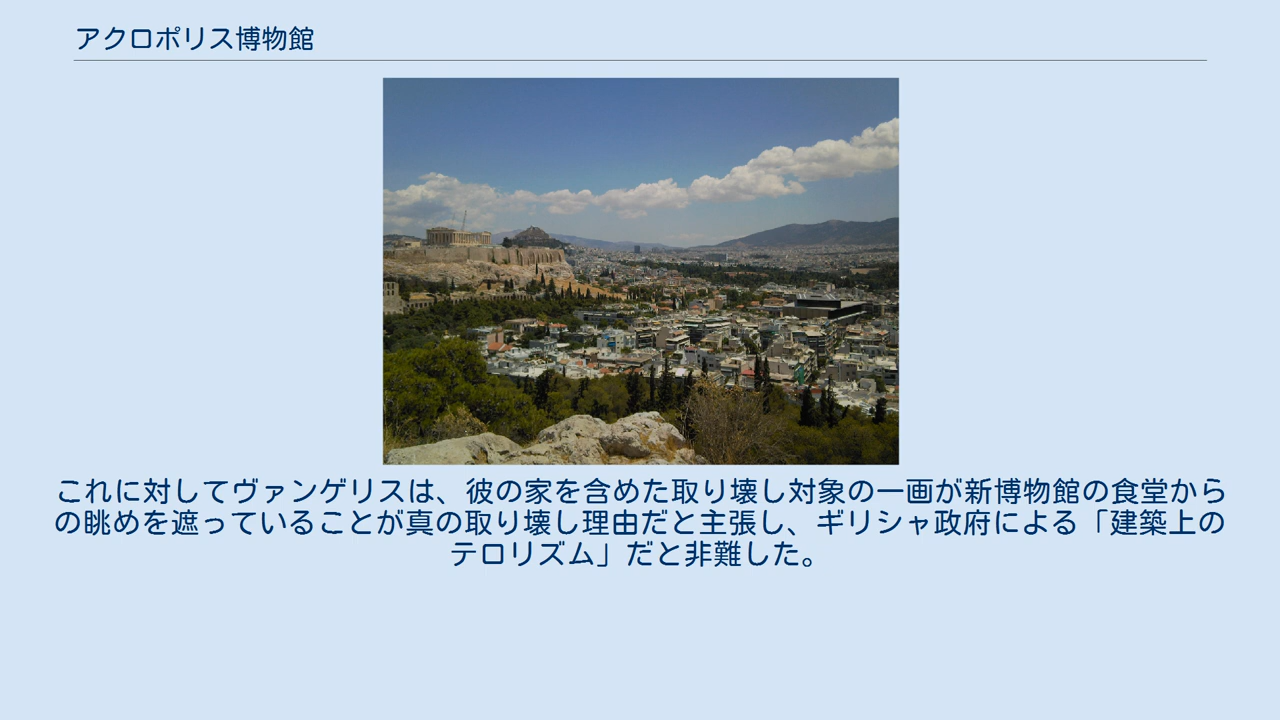 アクロポリス博物館
これに対してヴァンゲリスは、彼の家を含めた取り壊し対象の一画が新博物館の食堂から
の眺めを遮っていることが真の取り壊し理由だと主張し、ギリシャ政府による「建築上の
テロリズム」だと非難した。